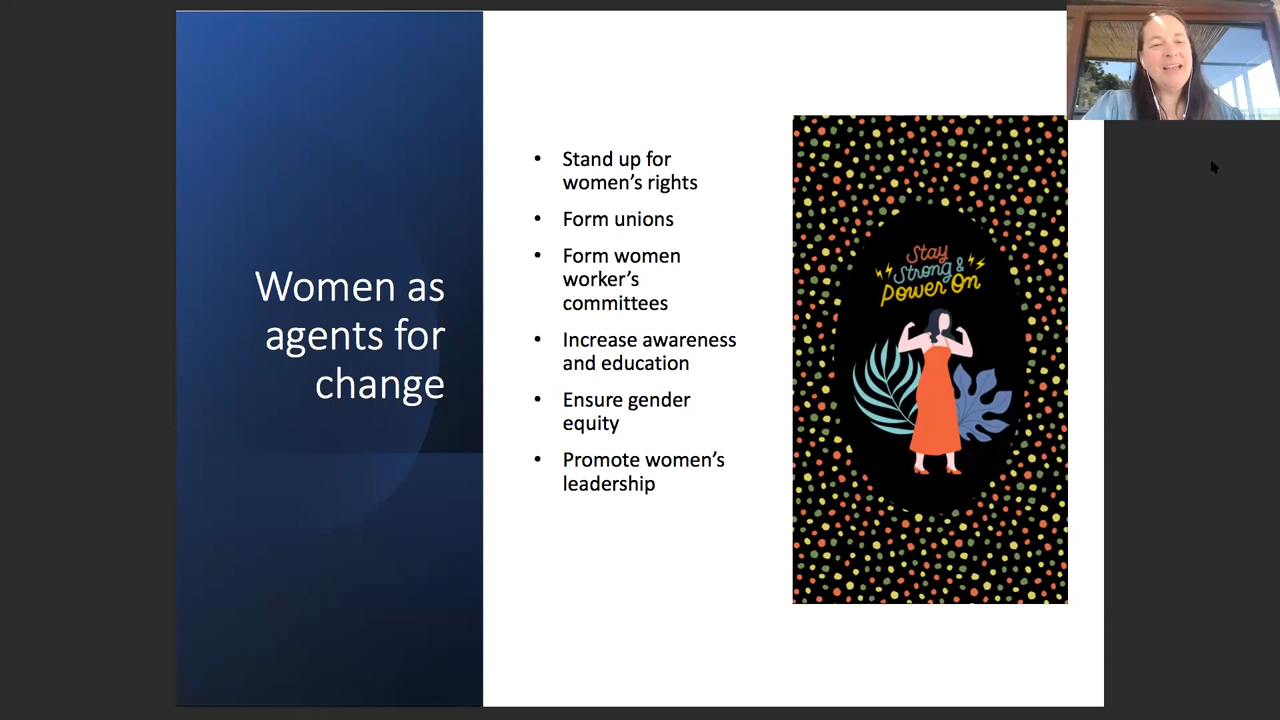 Women as
agents for
change
• Stand up for
women’s rights
• Form unions
• Form women
worker’s
committees
• Increase awareness
and education
• Ensure gender
equity
• Promote women’s
leadership
Stay
Strong &
Power On